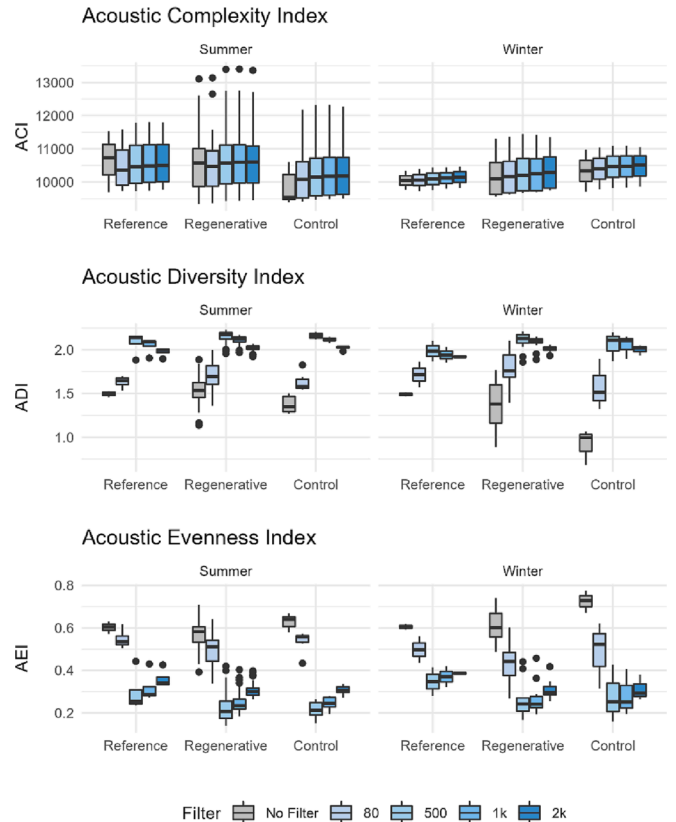 Acoustic Complexity Index
Summer Winter
13000
12000
11000
10000
ACI
Reference Regenerative Control Reference Regenerative Control
Acoustic Diversity Index
Summer Winter
2.0
1.5
1.0
ADI
Reference Regenerative Control Reference Regenerative Control
Acoustic Evenness Index
Summer Winter
0.8
0.6
0.4
0.2
AEI
Reference Regenerative Control Reference Regenerative Control
Filter No Filter 80 500 1k 2k